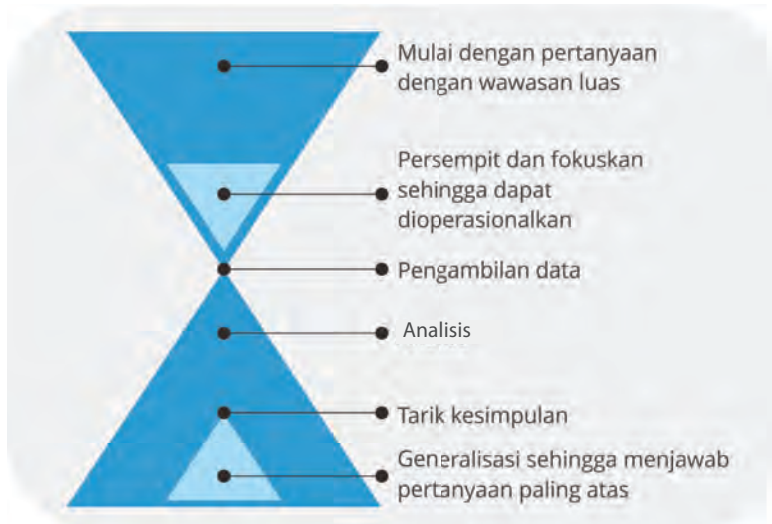 Mulai dengan pertanyaan
dengan wawasan luas
Persempit dan fokuskan
sehingga dapat
dioperasionalkan
Pengambilan data
Analisis
Tarik kesimpulan
Generalisasi sehingga menjawab
pertanyaan paling atas